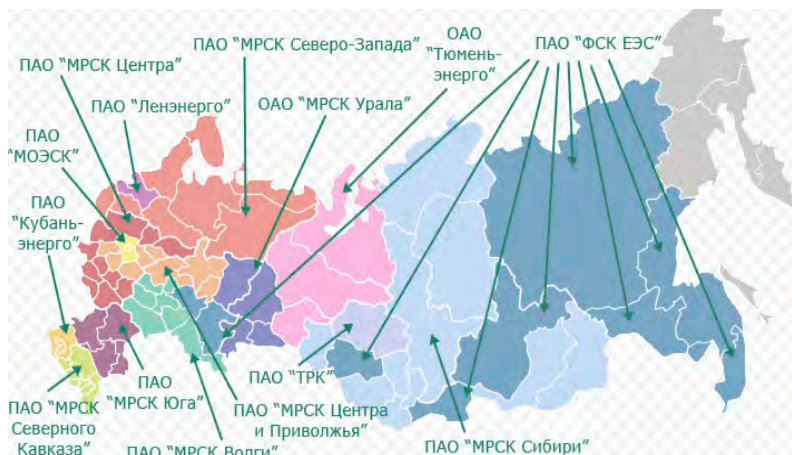 ПАО “МРСК Северо-Запада”
ОАО
“Тюмень-
энерго”
ПАО “ФСК ЕЭС”
ПАО “МРСК Центра”
ПАО “Ленэнерго”
ОАО “МРСК Урала”
ПАО
“МОЭСК”
ПАО
“Кубань-
энерго”
ПАО “ТРК”
ПАО
“МРСК Юга”
ПАО “МРСК
Северного
Кавказа”
ПАО “МРСК Центра
и Приволжья”
ПАО “МРСК Волги”
ПАО “МРСК Сибири”